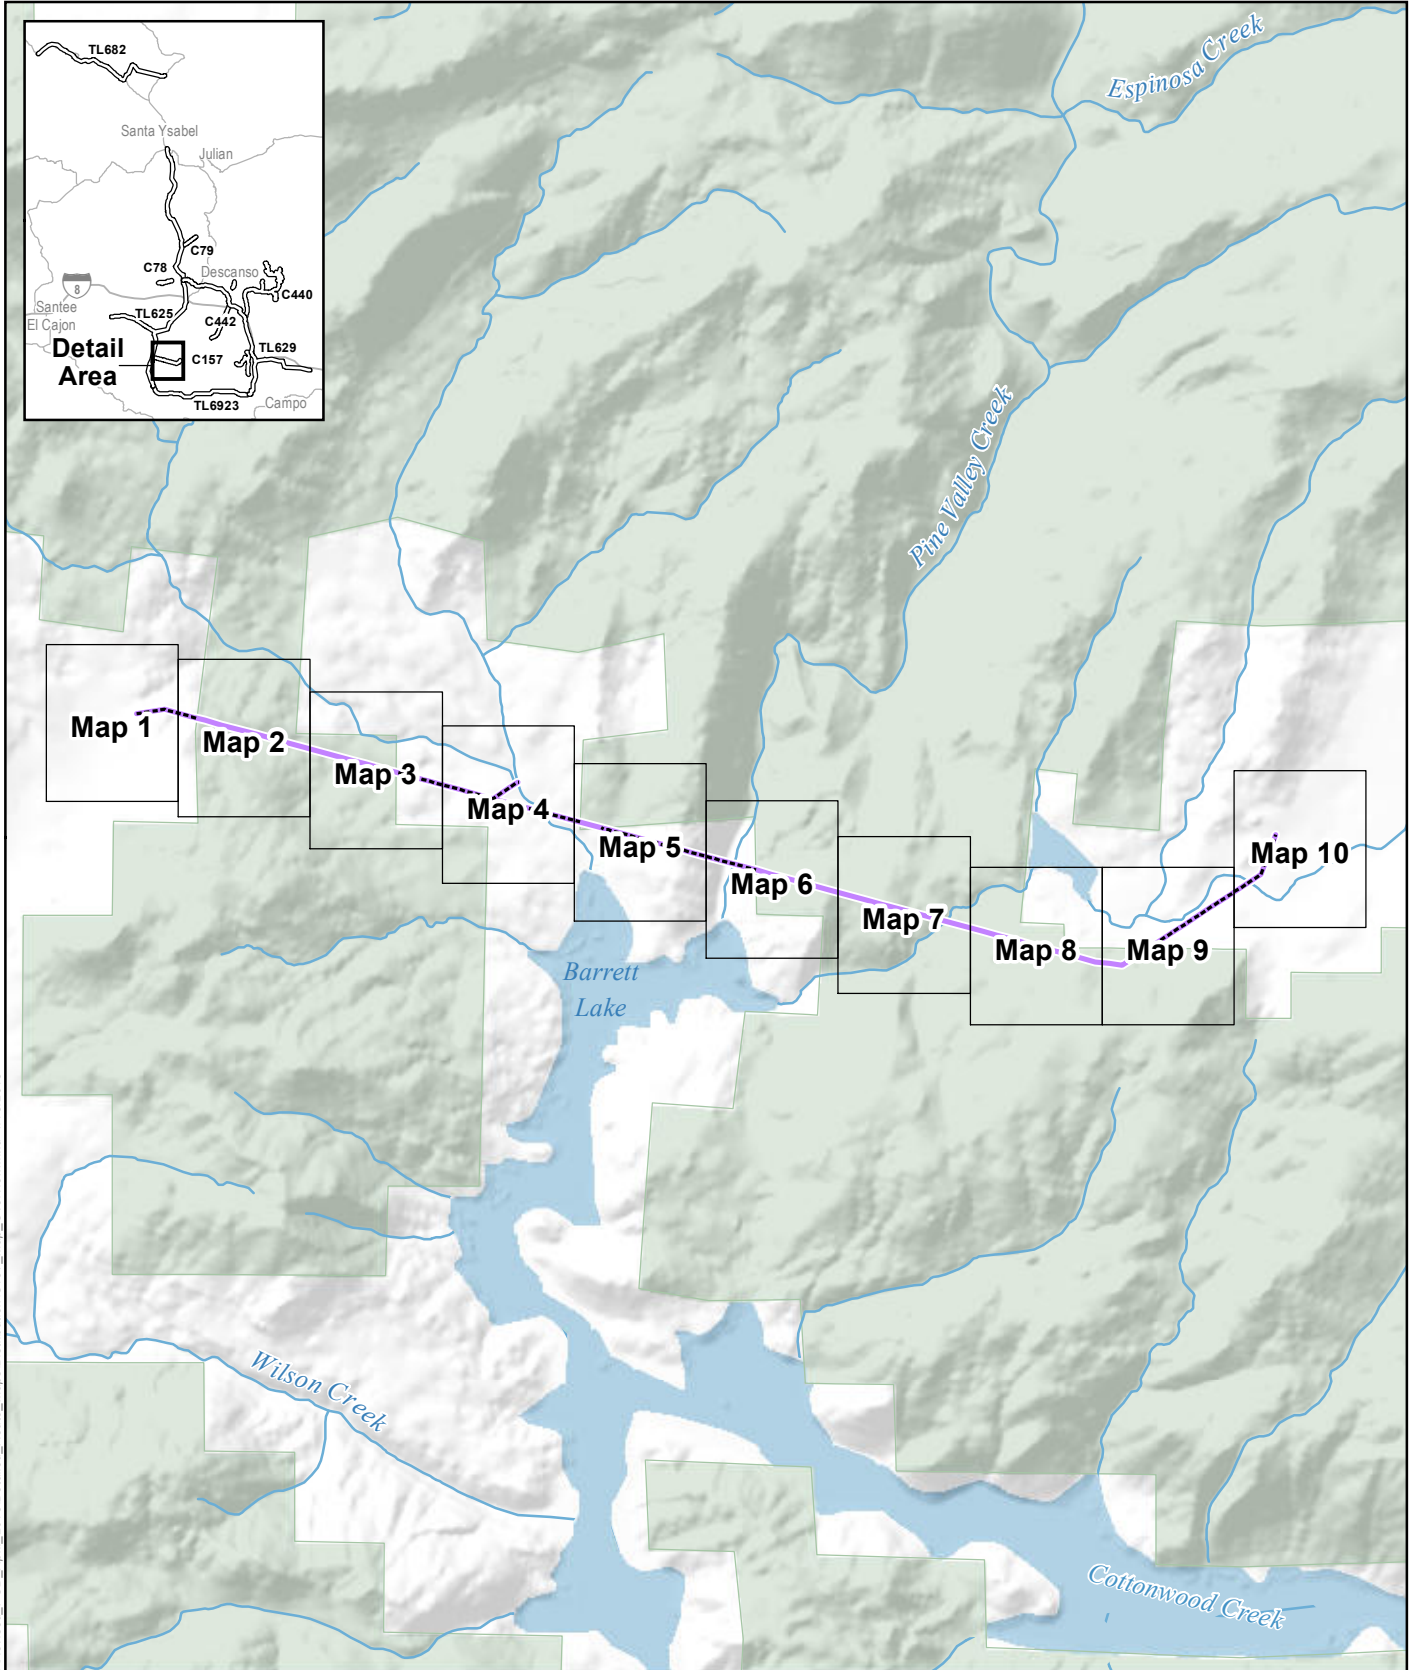 TL682
Santa Ysabel
Julian
C79
C78
Descanso
8
C440
Santee
El Cajon
TL625
C442
Detail
Area
C157
TL629
TL6923
Campo
Espinosa Creek
Pine Valley Creek
Map 1
Map 2
Map 3
Map 4
Map 5
Map 6
Map 7
Map 8
Map 9
Map 10
Barrett
Lake
Wilson Creek
Cottonwood Creek